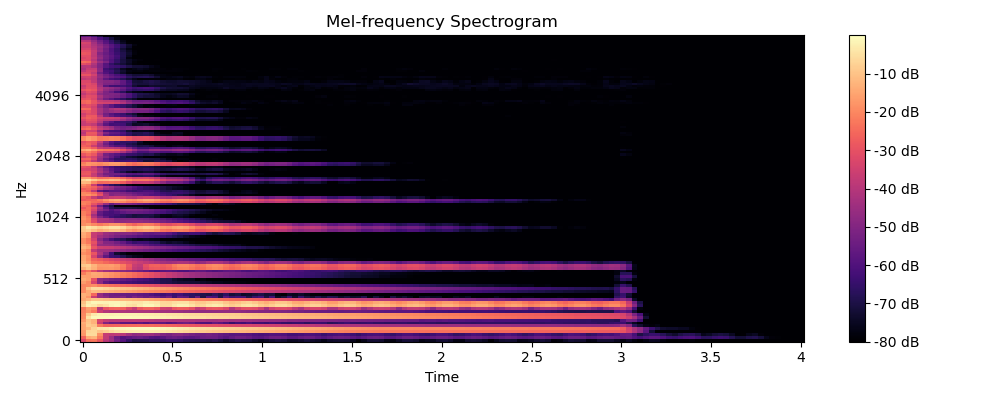 Mel-frequency Spectrogram
Hz
4096
2048
1024
512
0
0 0.5 1 1.5 2 2.5 3 3.5 4
Time
-10 dB
-20 dB
-30 dB
-40 dB
-50 dB
-60 dB
-70 dB
-80 dB